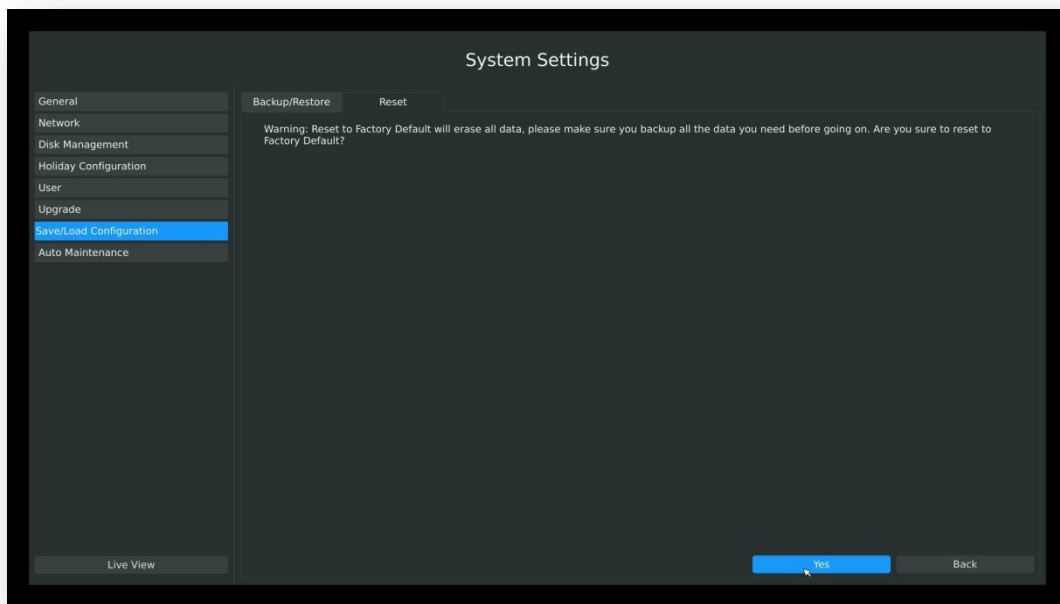 System Settings
General
Network
Disk Management
Holiday Configuration
User
Upgrade
Save/Load Configuration
Auto Maintenance
Live View
Backup/Restore
Reset
Warning: Reset to Factory Default will erase all data, please make sure you backup all the data you need before going on. Are you sure to reset to
Factory Default?
Yes
Back